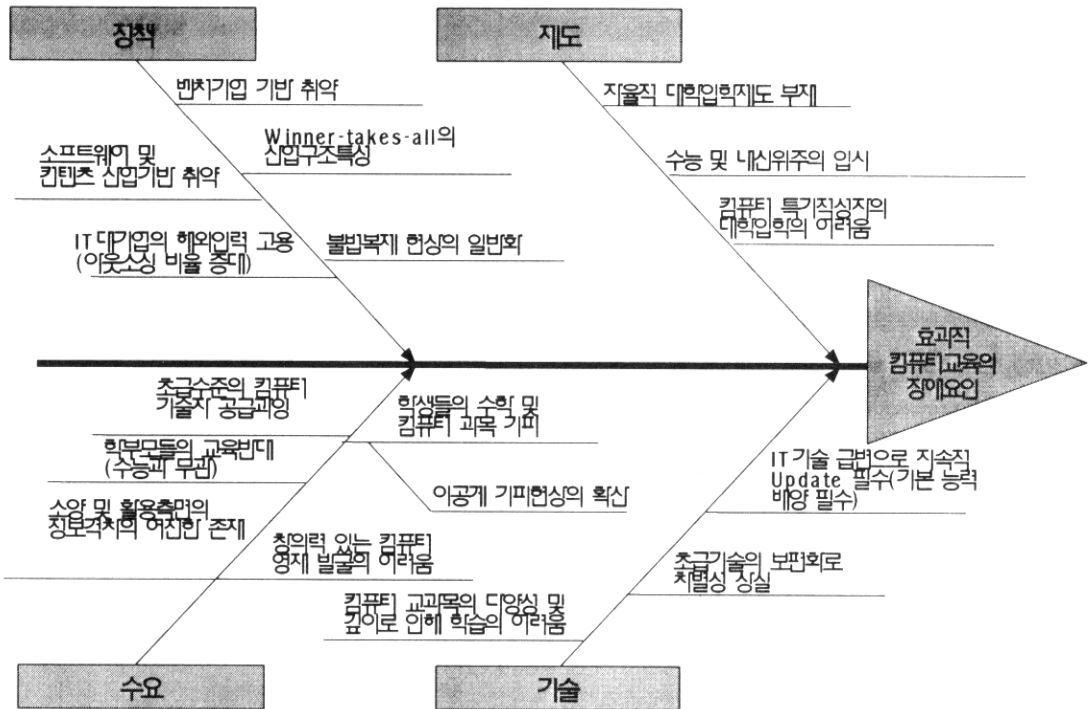 정책
제도
벤처기업 기반 취약
자율적 대학입학제도 부재
Winner-takes-all의
산업구조특성
소프트웨어 및
컨텐츠 산업기반 취약
수능 및 내신위주의 입시
컴퓨터 특기적성자의
대학입학의 어려움
IT대기업의 해외인력 고용
(아웃소싱 비율 증대)
불법복제 현상의 일반화
효과적
컴퓨터교육의
장애요인
초급수준의 컴퓨터
기술자 공급과잉
학생들의 수학 및
컴퓨터 과목 기피
학부모들의 교육반대
(수능과 무관)
이공계 기피현상의 확산
IT기술 급변으로 지속적
Update 필수(기본 능력
배양 필수)
소양 및 활용측면의
정보격차의 여전한 존재
창의력 있는 컴퓨터
영재 발굴의 어려움
초급기술의 보편화로
차별성 상실
컴퓨터 교과목의 다양성 및
깊이로 인해 학습의 어려움
수요
기술